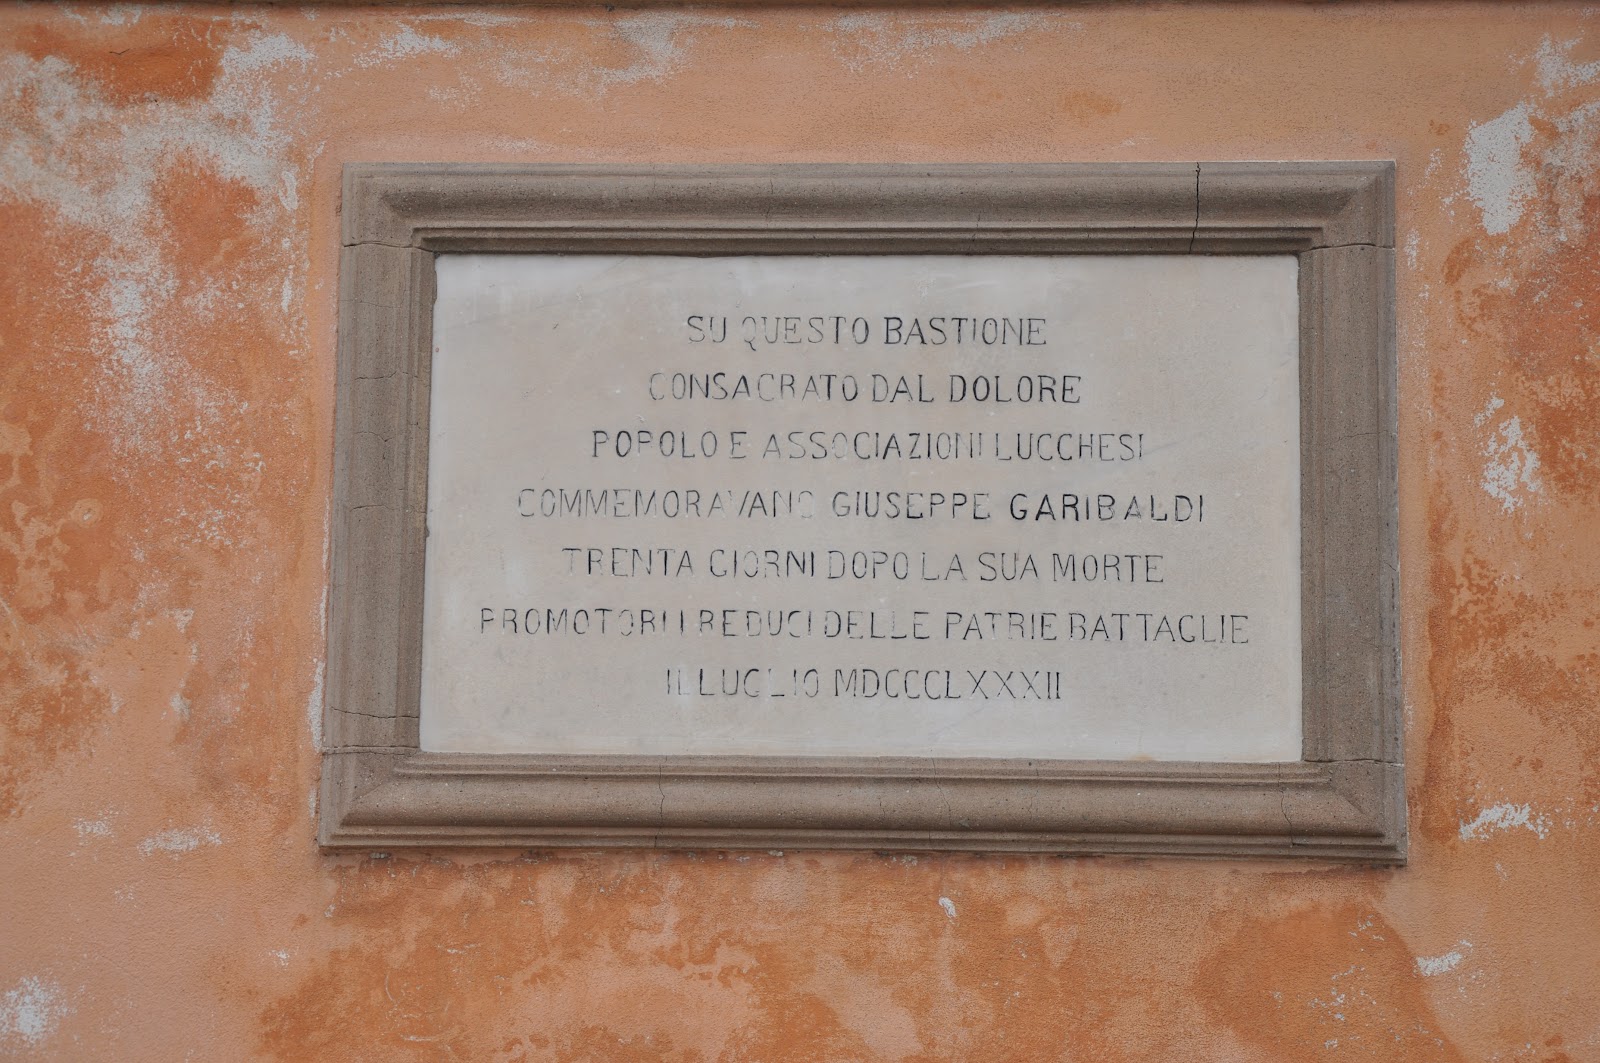 SU QUESTO BASTIONE
CONSACRATO DAL DOLORE
POPOLO E ASSOCIAZIONI LUCCHESI
COMMEMORAVANO GIUSEPPE GARIBALDI
TRENTA GIORNI DOPO LA SUA MORTE
PROMOTORI I REDUCI DELLE PATRIE BATTAGLIE
II LUGLIO MDCCCLXXXII